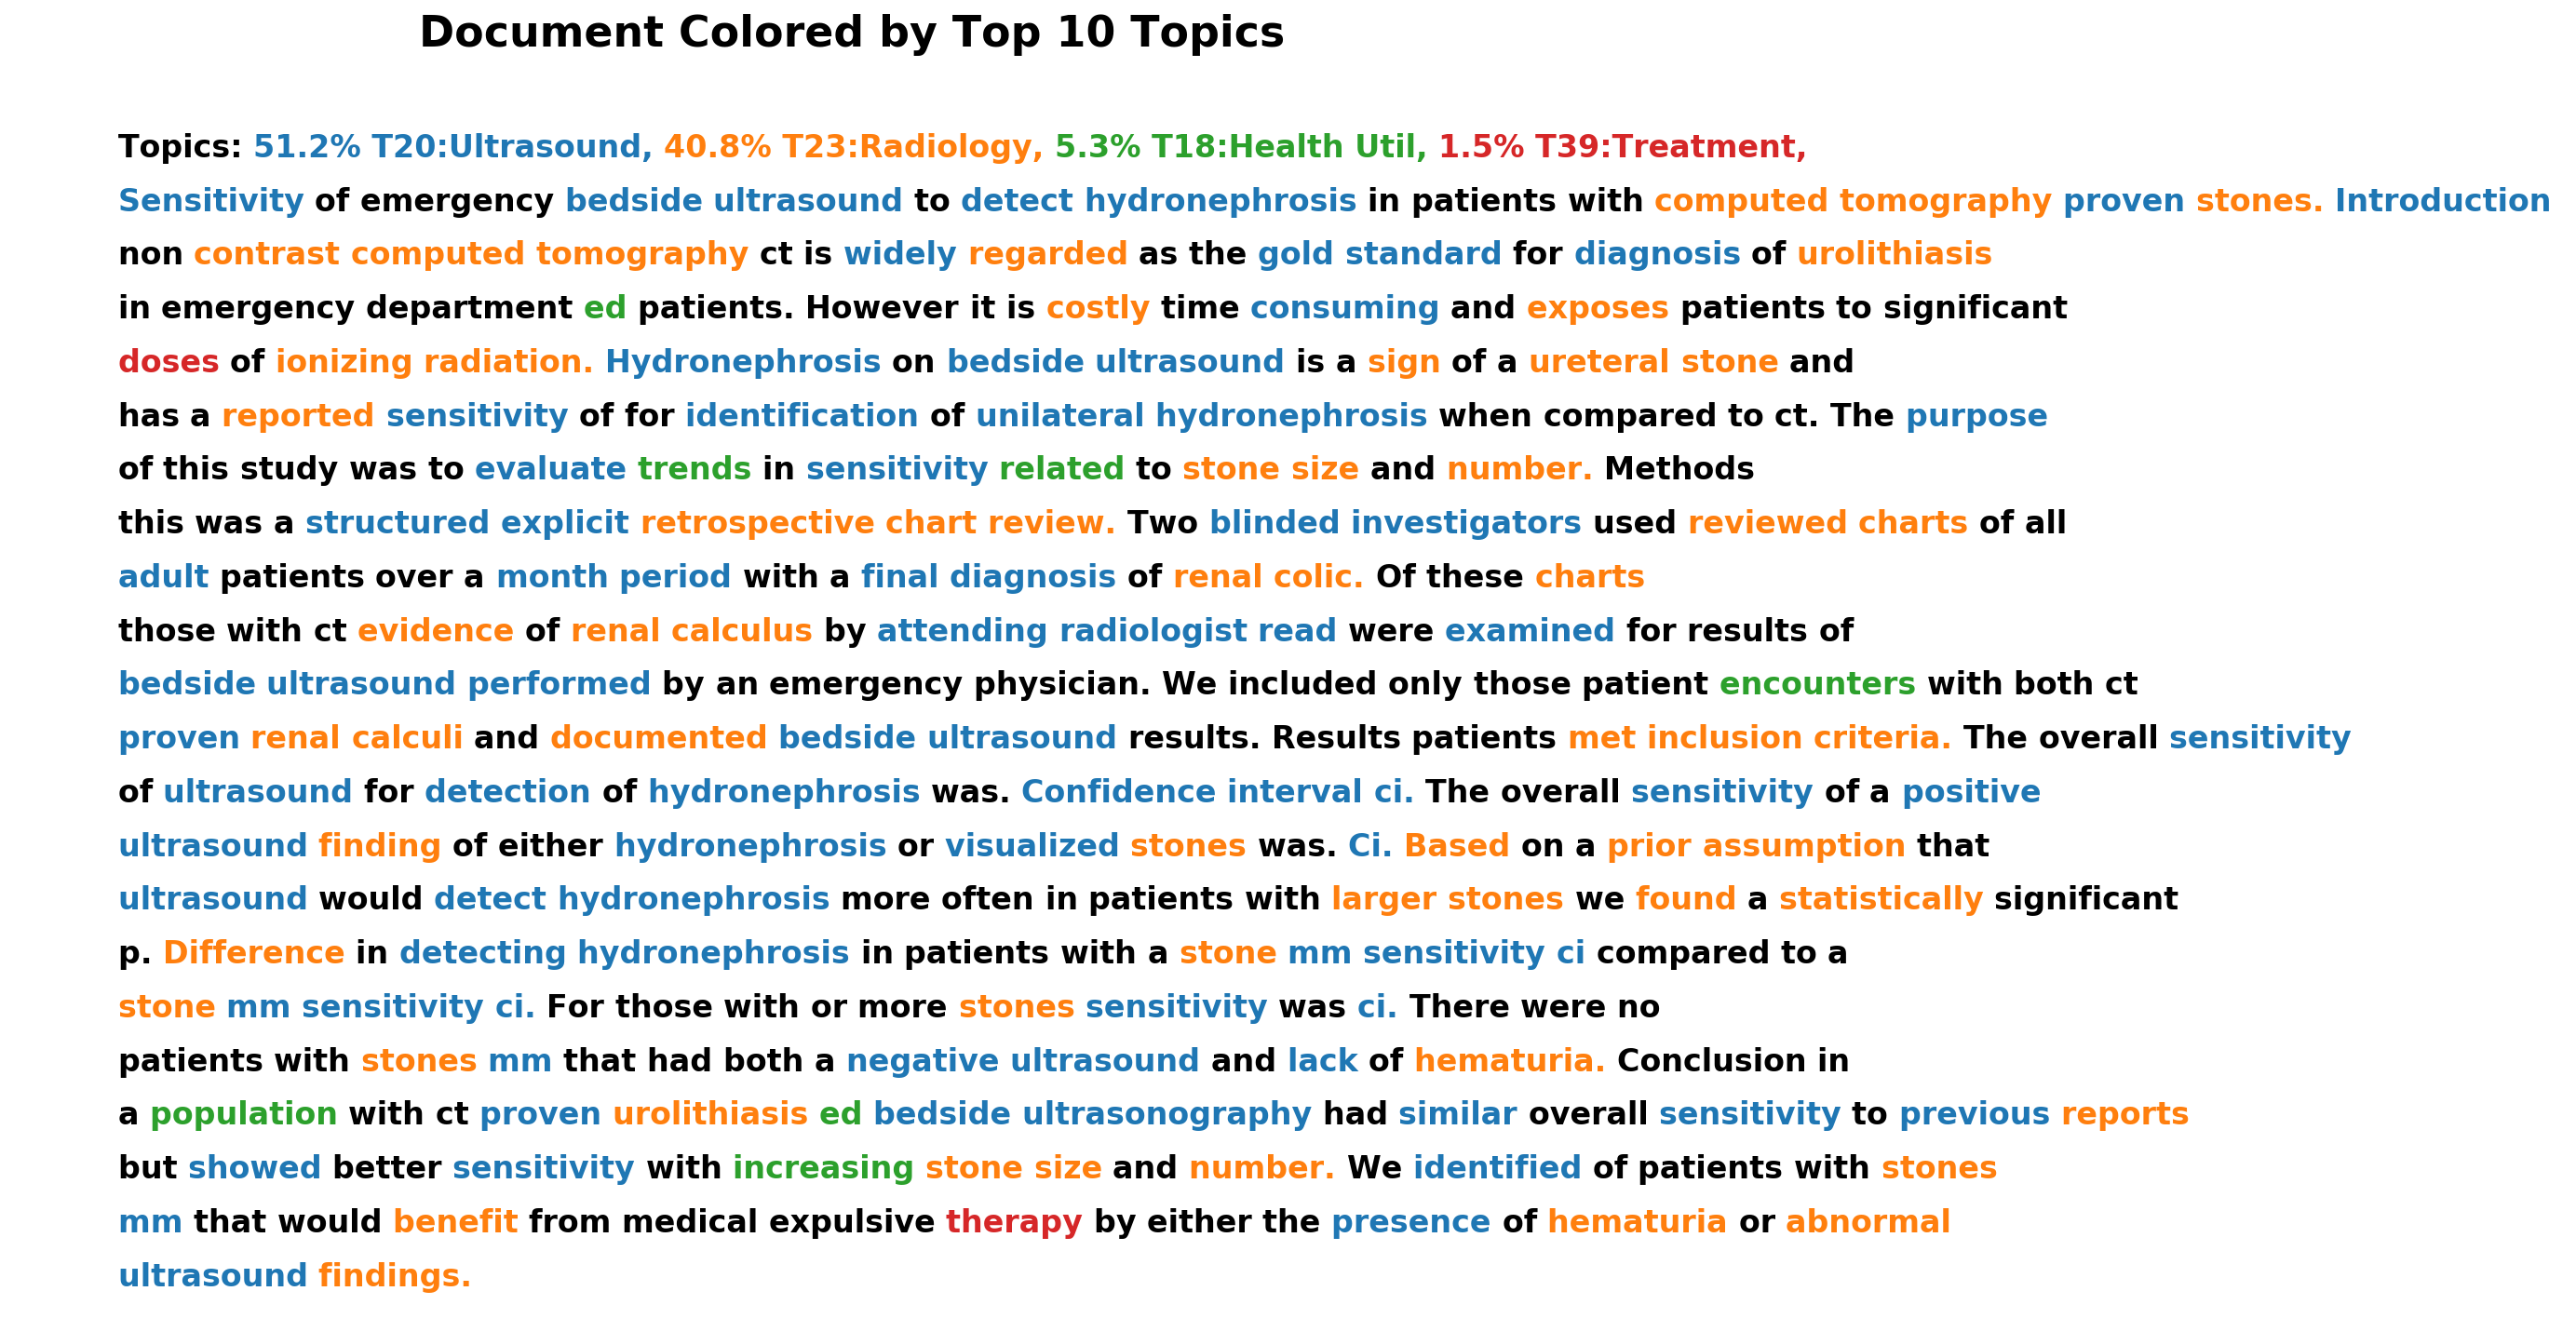 Document Colored by Top 10 Topics
Topics: 51.2% T20:Ultrasound, 40.8% T23:Radiology, 5.3% T18:Health Util, 1.5% T39:Treatment,
Sensitivity of emergency bedside ultrasound to detect hydronephrosis in patients with computed tomography proven stones. Introduction
non contrast computed tomography ct is widely regarded as the gold standard for diagnosis of urolithiasis
in emergency department ed patients. However it is costly time consuming and exposes patients to significant
doses of ionizing radiation. Hydronephrosis on bedside ultrasound is a sign of a ureteral stone and
has a reported sensitivity of for identification of unilateral hydronephrosis when compared to ct. The purpose
of this study was to evaluate trends in sensitivity related to stone size and number. Methods
this was a structured explicit retrospective chart review. Two blinded investigators used reviewed charts of all
adult patients over a month period with a final diagnosis of renal colic. Of these charts
those with ct evidence of renal calculus by attending radiologist read were examined for results of
bedside ultrasound performed by an emergency physician. We included only those patient encounters with both ct
proven renal calculi and documented bedside ultrasound results. Results patients met inclusion criteria. The overall sensitivity
of ultrasound for detection of hydronephrosis was. Confidence interval ci. The overall sensitivity of a positive
ultrasound finding of either hydronephrosis or visualized stones was. Ci. Based on a prior assumption that
ultrasound would detect hydronephrosis more often in patients with larger stones we found a statistically significant
p. Difference in detecting hydronephrosis in patients with a stone mm sensitivity ci compared to a
stone mm sensitivity ci. For those with or more stones sensitivity was ci. There were no
patients with stones mm that had both a negative ultrasound and lack of hematuria. Conclusion in
a population with ct proven urolithiasis ed bedside ultrasonography had similar overall sensitivity to previous reports
but showed better sensitivity with increasing stone size and number. We identified of patients with stones
mm that would benefit from medical expulsive therapy by either the presence of hematuria or abnormal
ultrasound findings.